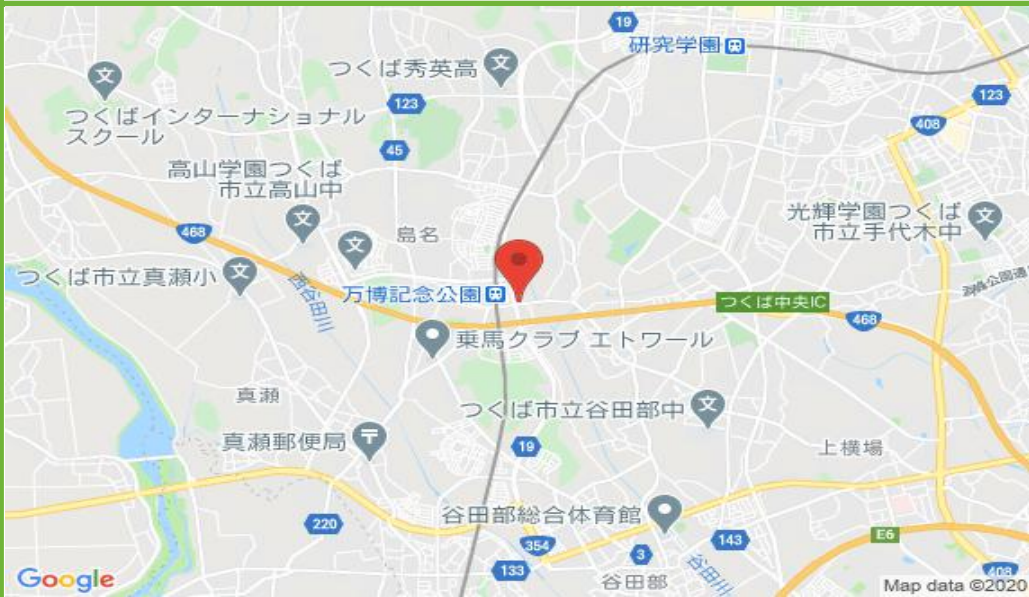 19
研究学園
つくば秀英高
123
123
つくばインターナショナル
スクール
408
45
高山学園つくば
市立高山中
光輝学園つくば
市立手代木中
468
島名
つくば市立真瀬小
西谷田川
万博記念公園
つくば中央IC
468
乗馬クラブ エトワール
真瀬
つくば市立谷田部中
真瀬郵便局
19
上横場
谷田部総合体育館
220
354
143
E6
3
133
谷田部
谷田川
408
Google
Map data ©2020